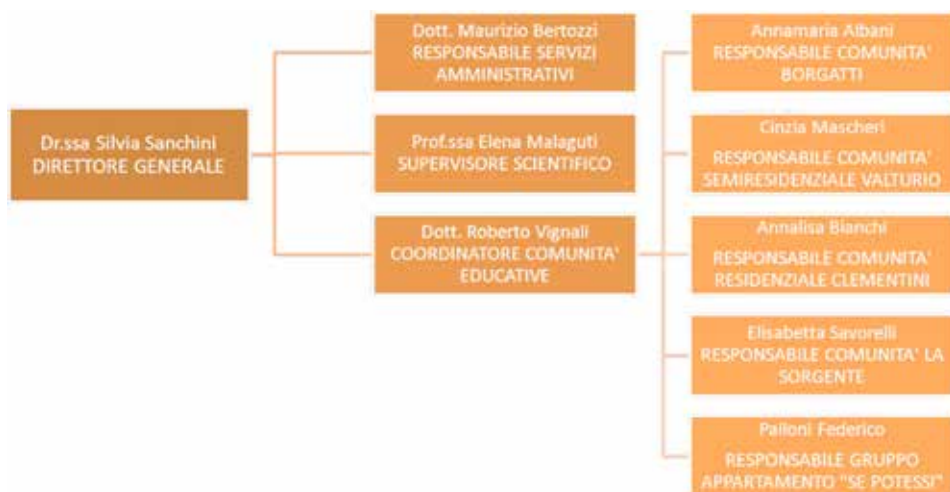 Dr.ssa Silvia Sanchini
DIRETTORE GENERALE
Dott. Maurizio Bertozzi
RESPONSABILE SERVIZI
AMMINISTRATIVI
Prof.ssa Elena Malaguti
SUPERVISORE SCIENTIFICO
Dott. Roberto Vignali
COORDINATORE COMUNITA'
EDUCATIVE
Annamaria Albani
RESPONSABILE COMUNITA'
BORGATTI
Cinzia Mascheri
RESPONSABILE COMUNITA'
SEMIRESIDENZIALE VALTURIO
Annalisa Bianchi
RESPONSABILE COMUNITA'
RESIDENZIALE CLEMENTINI
Elisabetta Savorelli
RESPONSABILE COMUNITA' LA
SORGENTE
Palloni Federico
RESPONSABILE GRUPPO
APPARTAMENTO "SE POTESSI"